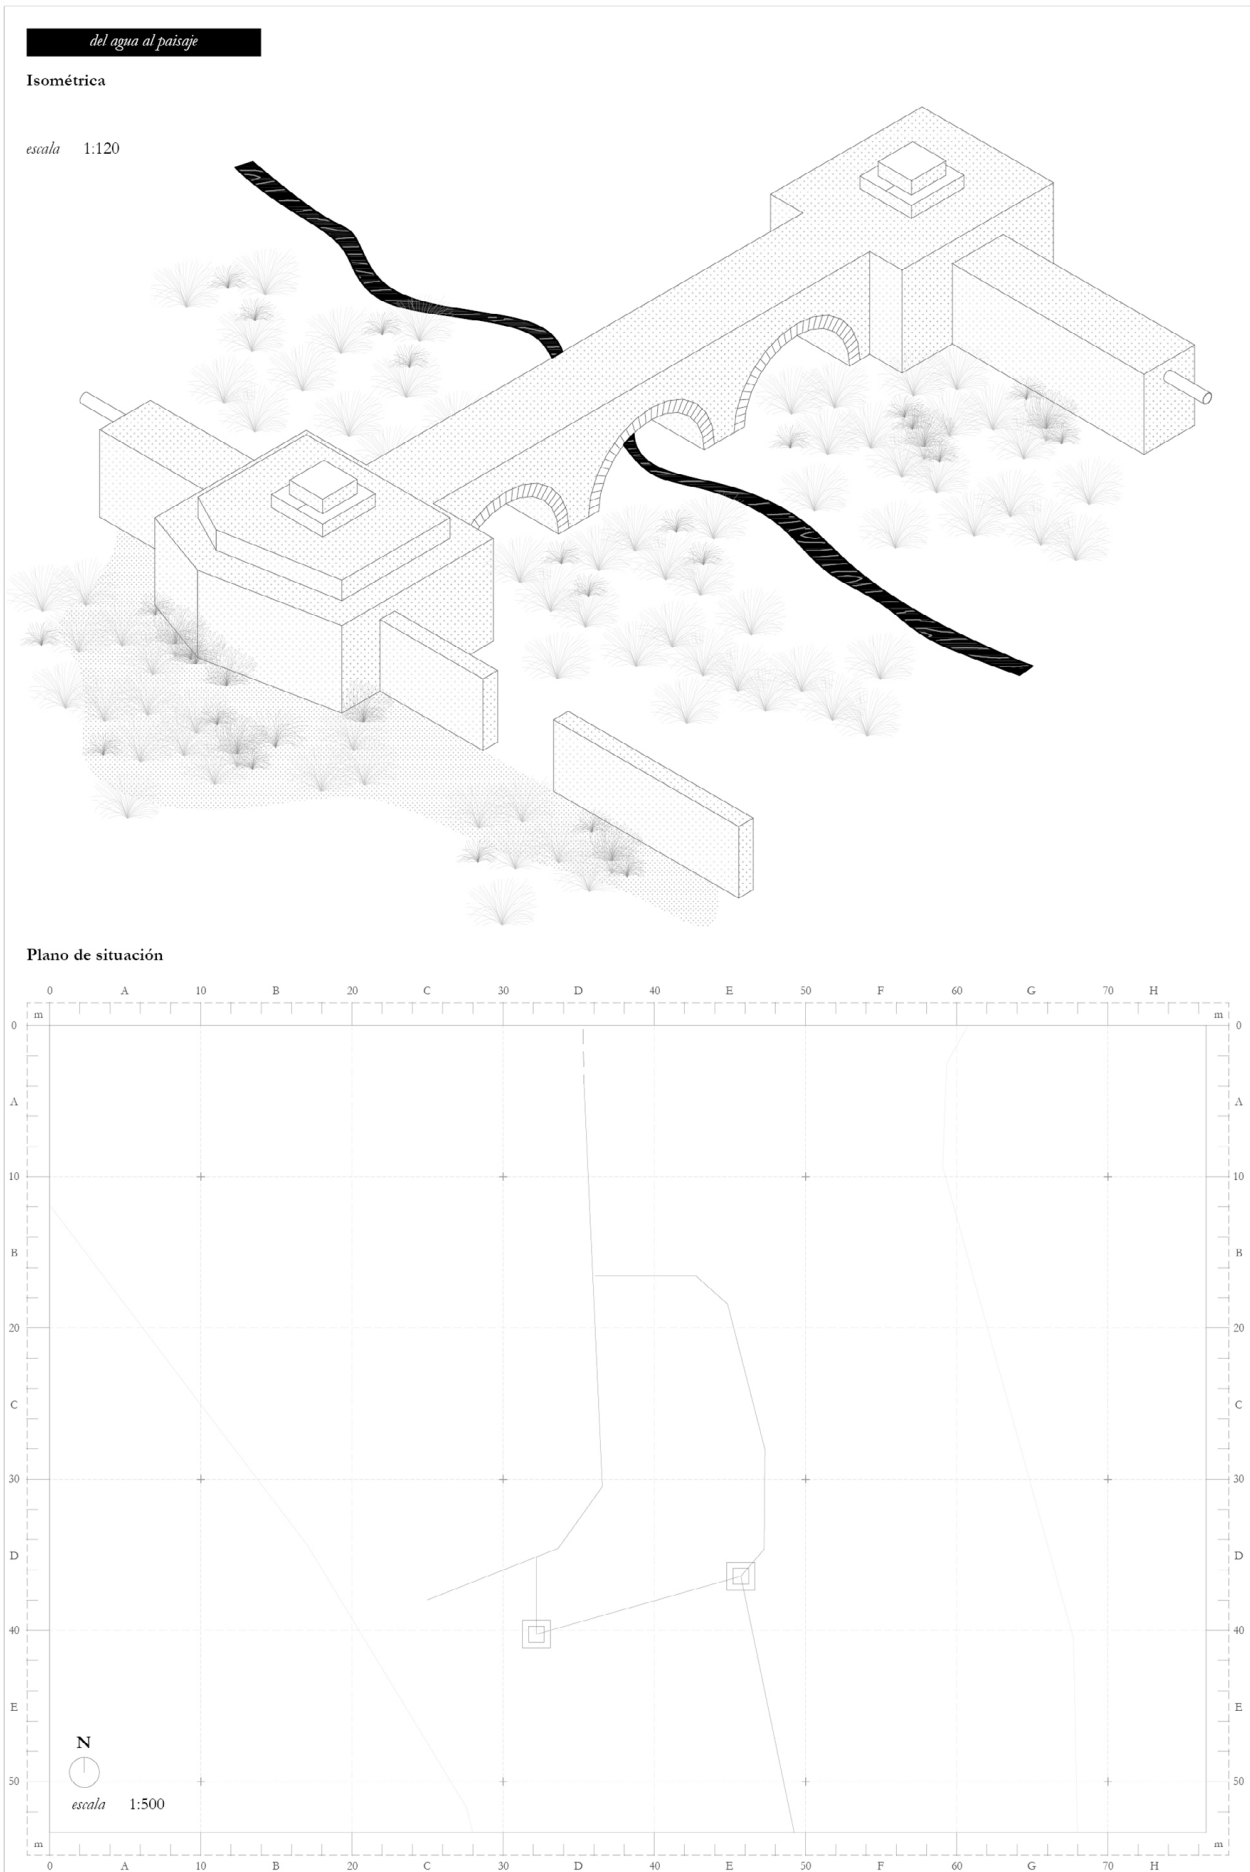 del agua al paisaje
Isométrica
escala 1:120
Plano de situación
0 A 10 B 20 C 30 D 40 E 50 F 60 G 70 H
m m
0 0
A A
10 10
B B
20 20
C C
30 30
D D
40 40
E E
N
50 50
escala 1:500
m m
0 A 10 B 20 C 30 D 40 E 50 F 60 G 70 H